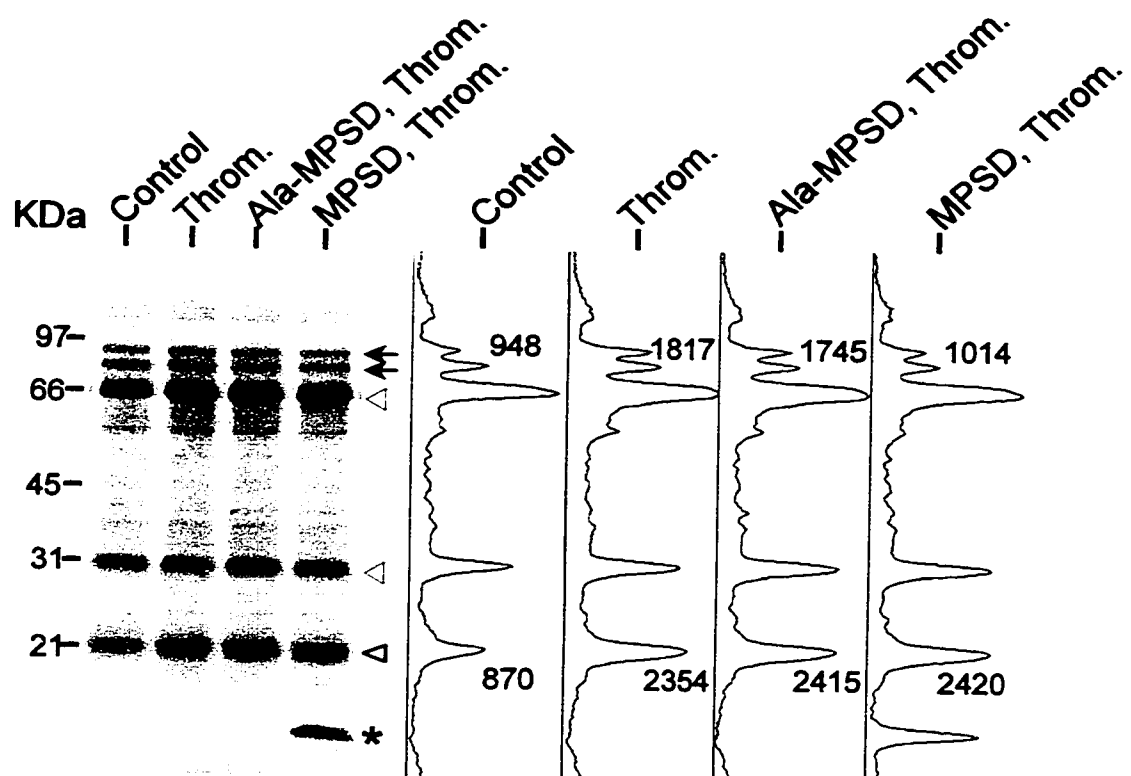 KDa
Control
Throm.
Ala-MPSD, Throm.
MPSD, Throm.
Control
Throm.
Ala-MPSD, Throm.
MPSD, Throm.
97
66
45
31
21
*
948
1817
1745
1014
870
2354
2415
2420